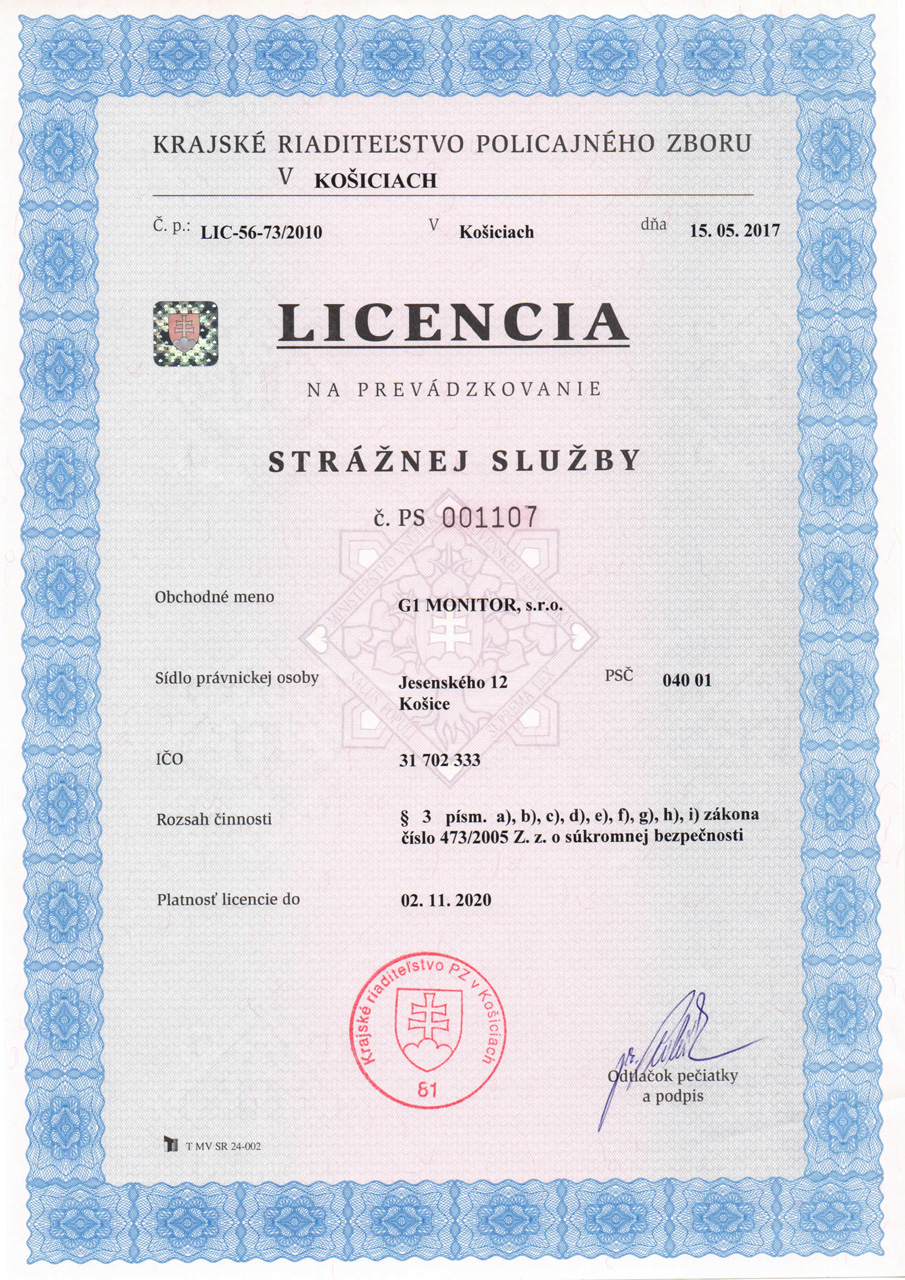 KRAJSKÉ RIADITEĽSTVO POLICAJNÉHO ZBORU
V KOŠICIACH
Č. p.: LIC-56-73/2010 V Košiciach dňa 15. 05. 2017
LICENCIA
NA PREVÁDZKOVANIE
STRÁŽNEJ SLUŽBY
č. PS 001107
Obchodné meno G1 MONITOR, s.r.o.
Sídlo právnickej osoby Jesenského 12 PSČ 040 01
Košice
IČO 31 702 333
Rozsah činnosti § 3 písm. a), b), c), d), e), f), g), h), i) zákona
číslo 473/2005 Z. z. o súkromnej bezpečnosti
Platnosť licencie do 02. 11. 2020
Krajské riaditeľstvo PZ v Košiciach
81
Odtlačok pečiatky
a podpis
T MV SR 24-002